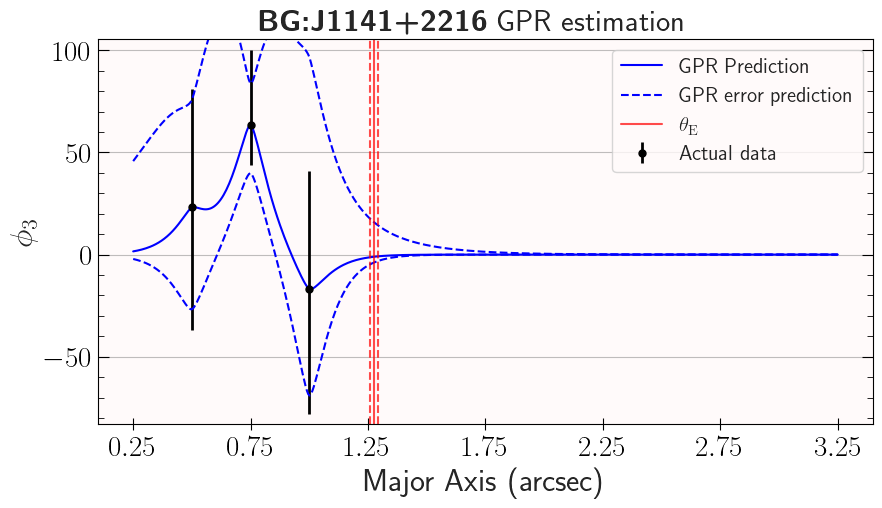 BG:J1141+2216 GPR estimation
GPR Prediction
GPR error prediction
θE
Actual data
100
50
0
−50
ϕ3
0.25 0.75 1.25 1.75 2.25 2.75 3.25
Major Axis (arcsec)